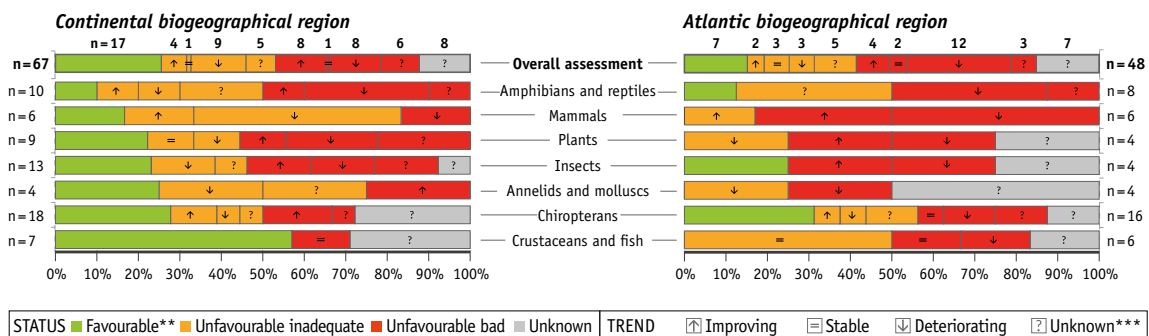 Continental biogeographical region
Atlantic biogeographical region
n=17 4 1 9 5 8 1 8 6 8
7 2 3 3 5 4 2 12 3 7
n=67 ↑ = ↓ ? ↑ = ↓ ? Overall assessment ↑ = ↓ ? ↑ = ↓ ? n=48
n=10 ↑ ↓ ? ↑ ↓ ? Amphibians and reptiles ? ↓ ? n=8
n=6 ↑ ↓ ↓ Mammals ↑ ↑ ↓ n=6
n=9 = ↓ ↑ ↓ ? Plants ↓ ↑ ↓ ? n=4
n=13 ↓ ? ↑ ↓ ? ? Insects ↑ ↓ ? n=4
n=4 ↓ ? ↑ Annelids and molluscs ↓ ↓ ? n=4
n=18 ↑ ↓ ? ↑ ? ? Chiropterans ↑ ↓ ? = ↓ ? ? n=16
n=7 = ? Crustaceans and fish = = ↓ ? n=6
0% 10% 20% 30% 40% 50% 60% 70% 80% 90% 100%
0% 10% 20% 30% 40% 50% 60% 70% 80% 90% 100%
STATUS Favourable** Unfavourable inadequate Unfavourable bad Unknown TREND ↑ Improving = Stable ↓ Deteriorating ? Unknown***